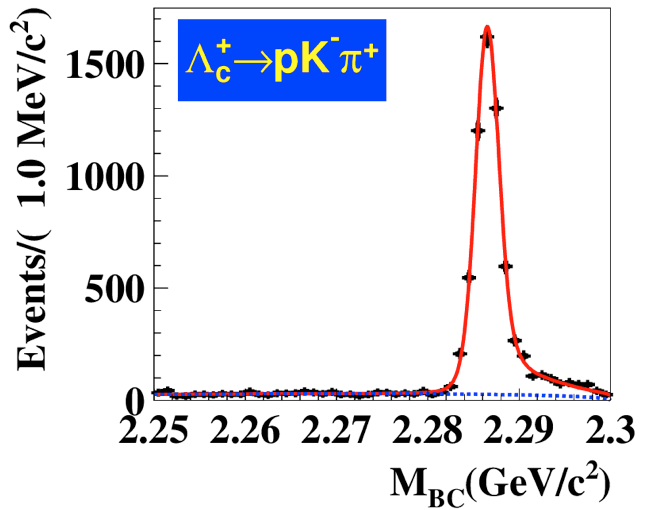 Λc+→pK-π+
Events/( 1.0 MeV/c²)
1500
1000
500
0
2.25 2.26 2.27 2.28 2.29 2.3
MBC(GeV/c²)